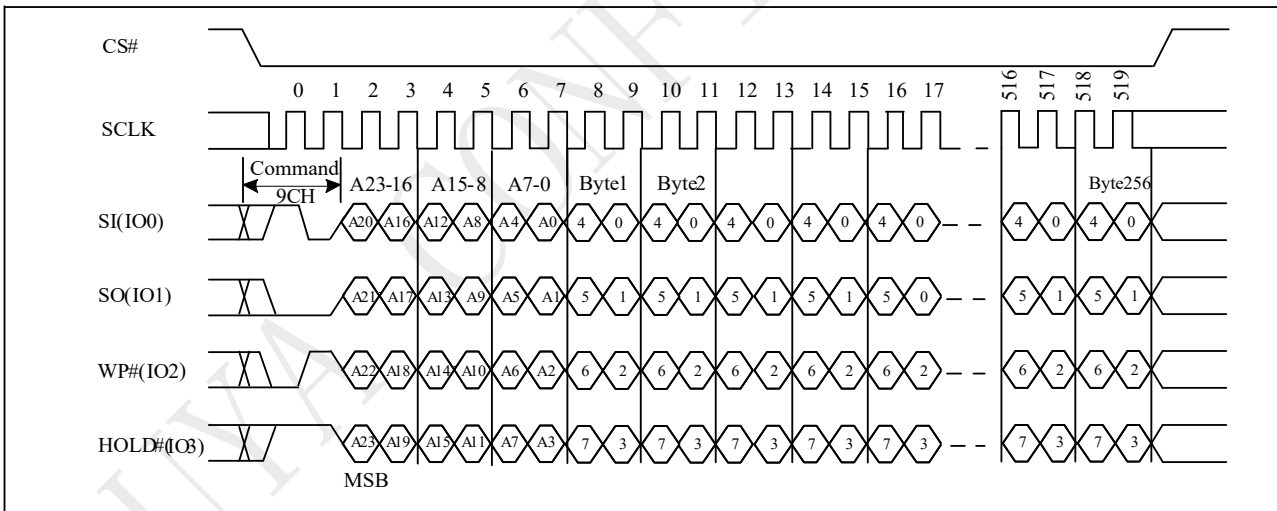 CS#
0 1 2 3 4 5 6 7 8 9 10 11 12 13 14 15 16 17 516 517 518 519
SCLK
Command
9CH
A23-16 A15-8 A7-0 Byte1 Byte2 Byte256
SI(IO0) A20 A16 A12 A8 A4 A0 4 0 4 0 4 0 4 0 4 0 4 0 4 0
SO(IO1) A21 A17 A13 A9 A5 A1 5 1 5 1 5 1 5 1 5 0 5 1 5 1
WP#(IO2) A22 A18 A14 A10 A6 A2 6 2 6 2 6 2 6 2 6 2 6 2 6 2
HOLD#(IO3) A23 A19 A15 A11 A7 A3 7 3 7 3 7 3 7 3 7 3 7 3 7 3
MSB